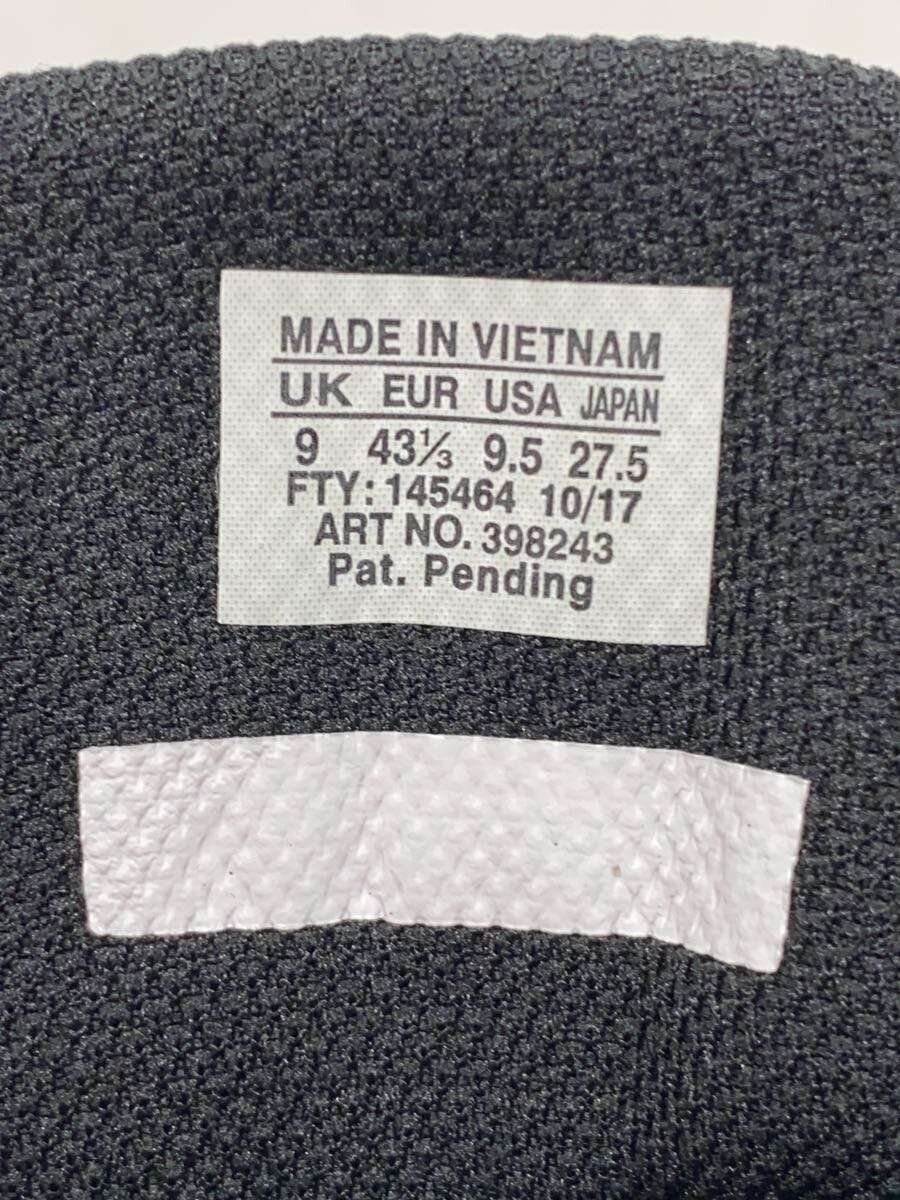 MADE IN VIETNAM
UK EUR USA JAPAN
9 43⅓ 9.5 27.5
FTY: 145464 10/17
ART NO. 398243
Pat. Pending